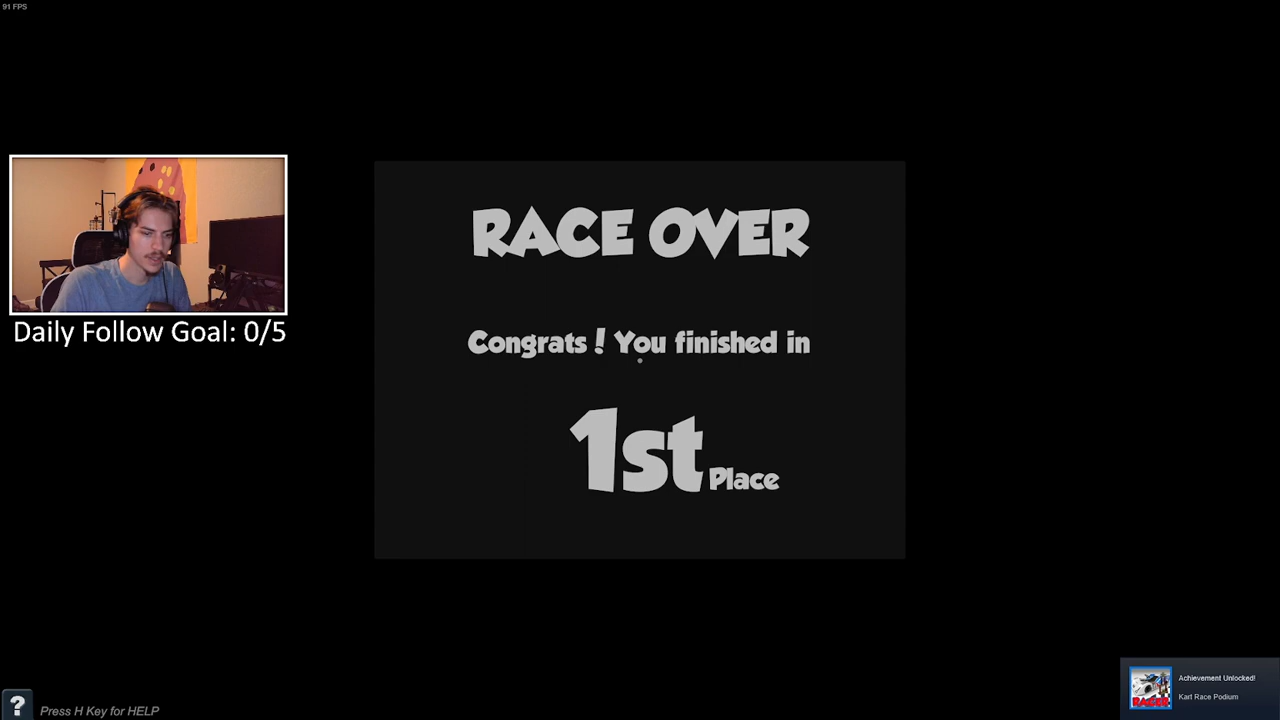 91 FPS
Daily Follow Goal: 0/5
RACE OVER
Congrats! You finished in
1st Place
? Press H Key for HELP
Achievement Unlocked!
Kart Race Podium
RACER